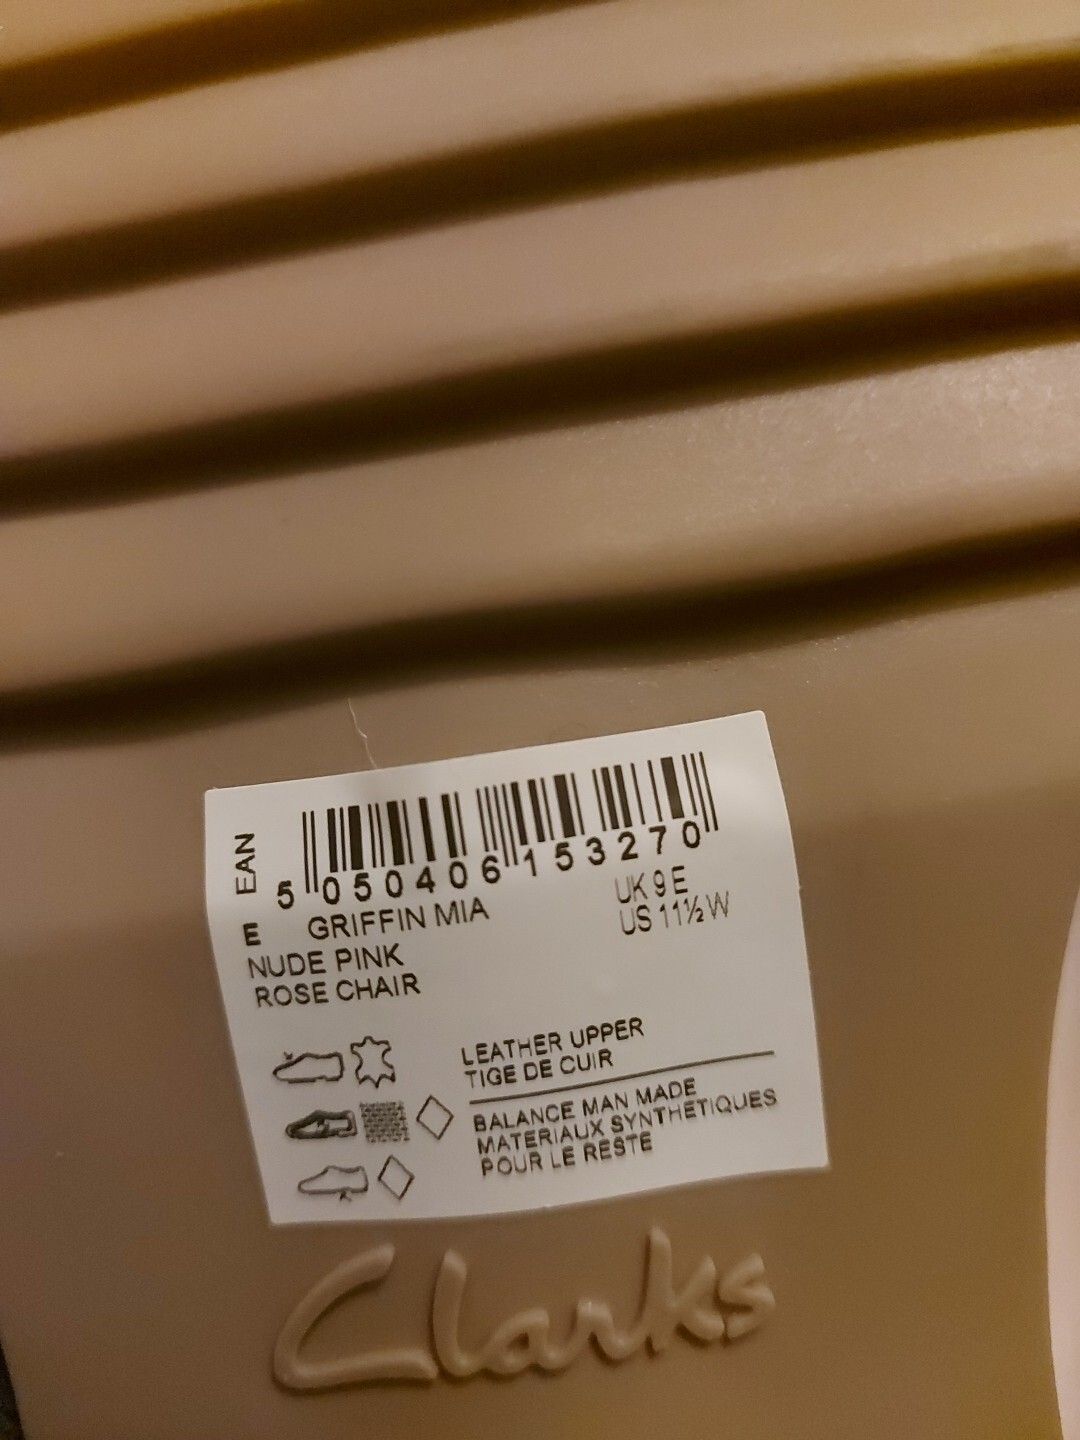 EAN
5 050406 153270
E GRIFFIN MIA
UK 9 E
US 11½ W
NUDE PINK
ROSE CHAIR
LEATHER UPPER
TIGE DE CUIR
BALANCE MAN MADE
MATERIAUX SYNTHETIQUES
POUR LE RESTE
Clarks